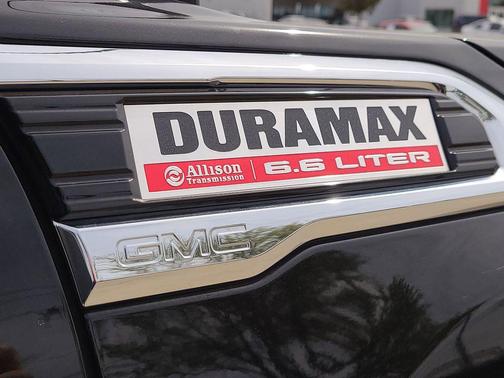 DURAMAX
Allison Transmission 6.6 LITER
GMC